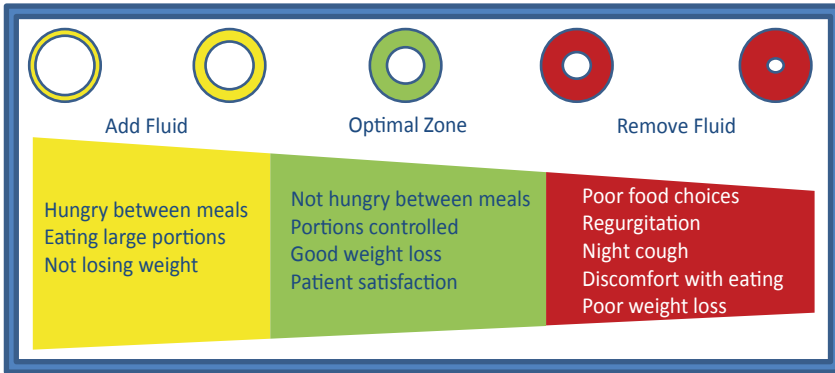 Add Fluid
Optimal Zone
Remove Fluid
Hungry between meals
Eating large portions
Not losing weight
Not hungry between meals
Portions controlled
Good weight loss
Patient satisfaction
Poor food choices
Regurgitation
Night cough
Discomfort with eating
Poor weight loss